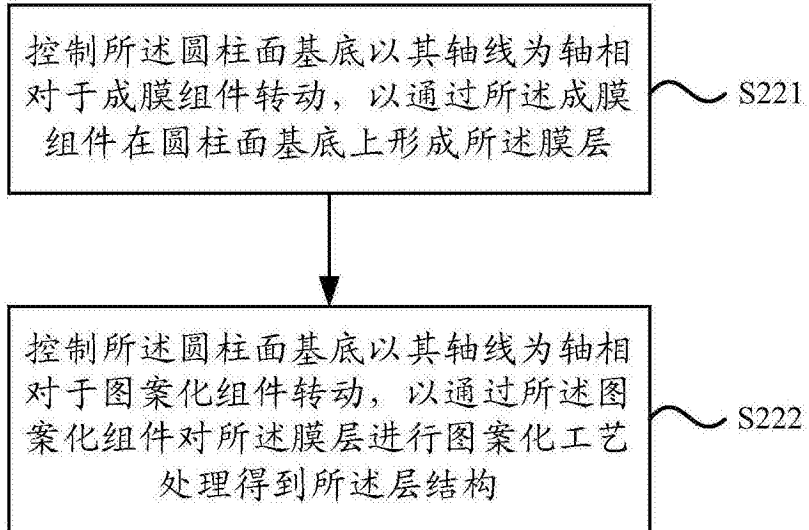 控制所述圆柱面基底以其轴线为轴相
对于成膜组件转动，以通过所述成膜
组件在圆柱面基底上形成所述膜层
S221
控制所述圆柱面基底以其轴线为轴相
对于图案化组件转动，以通过所述图
案化组件对所述膜层进行图案化工艺
处理得到所述层结构
S222